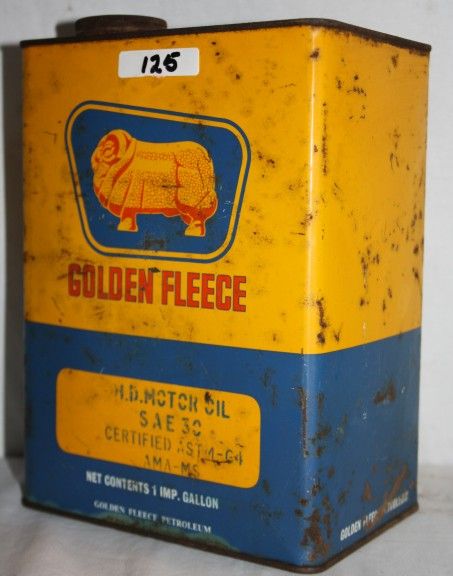 125
GOLDEN FLEECE
H.D. MOTOR OIL
SAE 30
CERTIFIED ASTM-G4
AMA-MS
NET CONTENTS 1 IMP. GALLON
GOLDEN FLEECE PETROLEUM
GOLDEN